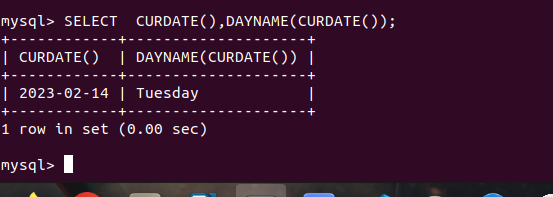 mysql> SELECT  CURDATE(),DAYNAME(CURDATE());
+------------+--------------------+
| CURDATE()  | DAYNAME(CURDATE()) |
+------------+--------------------+
| 2023-02-14 | Tuesday            |
+------------+--------------------+
1 row in set (0.00 sec)
mysql>